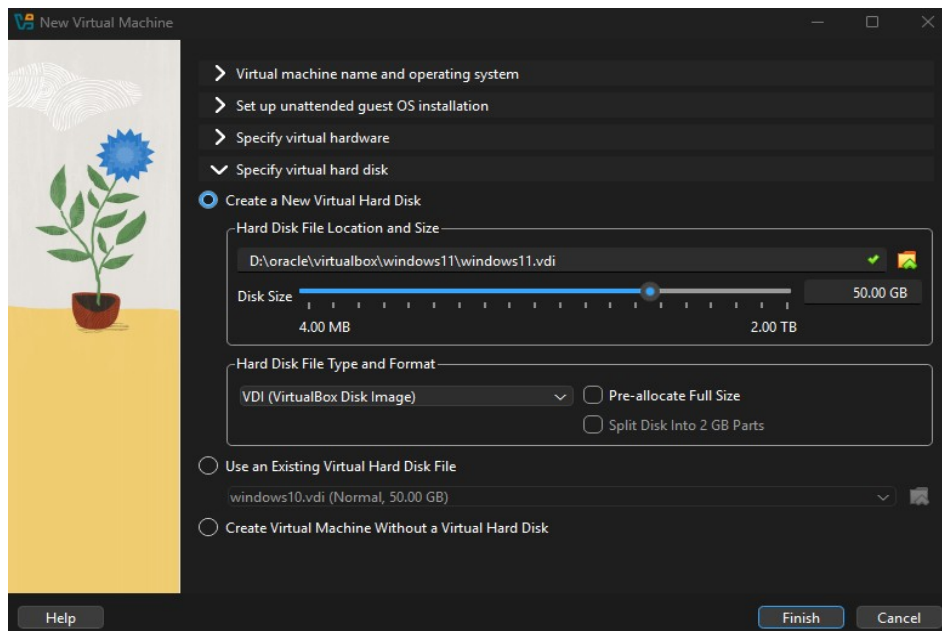 New Virtual Machine
Virtual machine name and operating system
Set up unattended guest OS installation
Specify virtual hardware
Specify virtual hard disk
Create a New Virtual Hard Disk
Hard Disk File Location and Size
D:\oracle\virtualbox\windows11\windows11.vdi
Disk Size 50.00 GB
4.00 MB 2.00 TB
Hard Disk File Type and Format
VDI (VirtualBox Disk Image) Pre-allocate Full Size
Split Disk Into 2 GB Parts
Use an Existing Virtual Hard Disk File
windows10.vdi (Normal, 50.00 GB)
Create Virtual Machine Without a Virtual Hard Disk
Help Finish Cancel